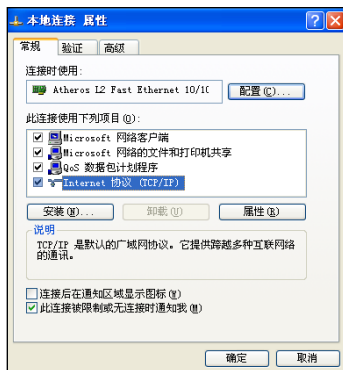 本地连接 属性
常规 验证 高级
连接时使用:
Atheros L2 Fast Ethernet 10/10
配置(C)...
此连接使用下列项目(O):
Microsoft 网络客户端
Microsoft 网络的文件和打印机共享
QoS 数据包计划程序
Internet 协议 (TCP/IP)
安装(N)... 卸载(U) 属性(R)
说明
TCP/IP 是默认的广域网协议。它提供跨越多种互联网络
的通讯。
连接后在通知区域显示图标(W)
此连接被限制或无连接时通知我(M)
确定 取消